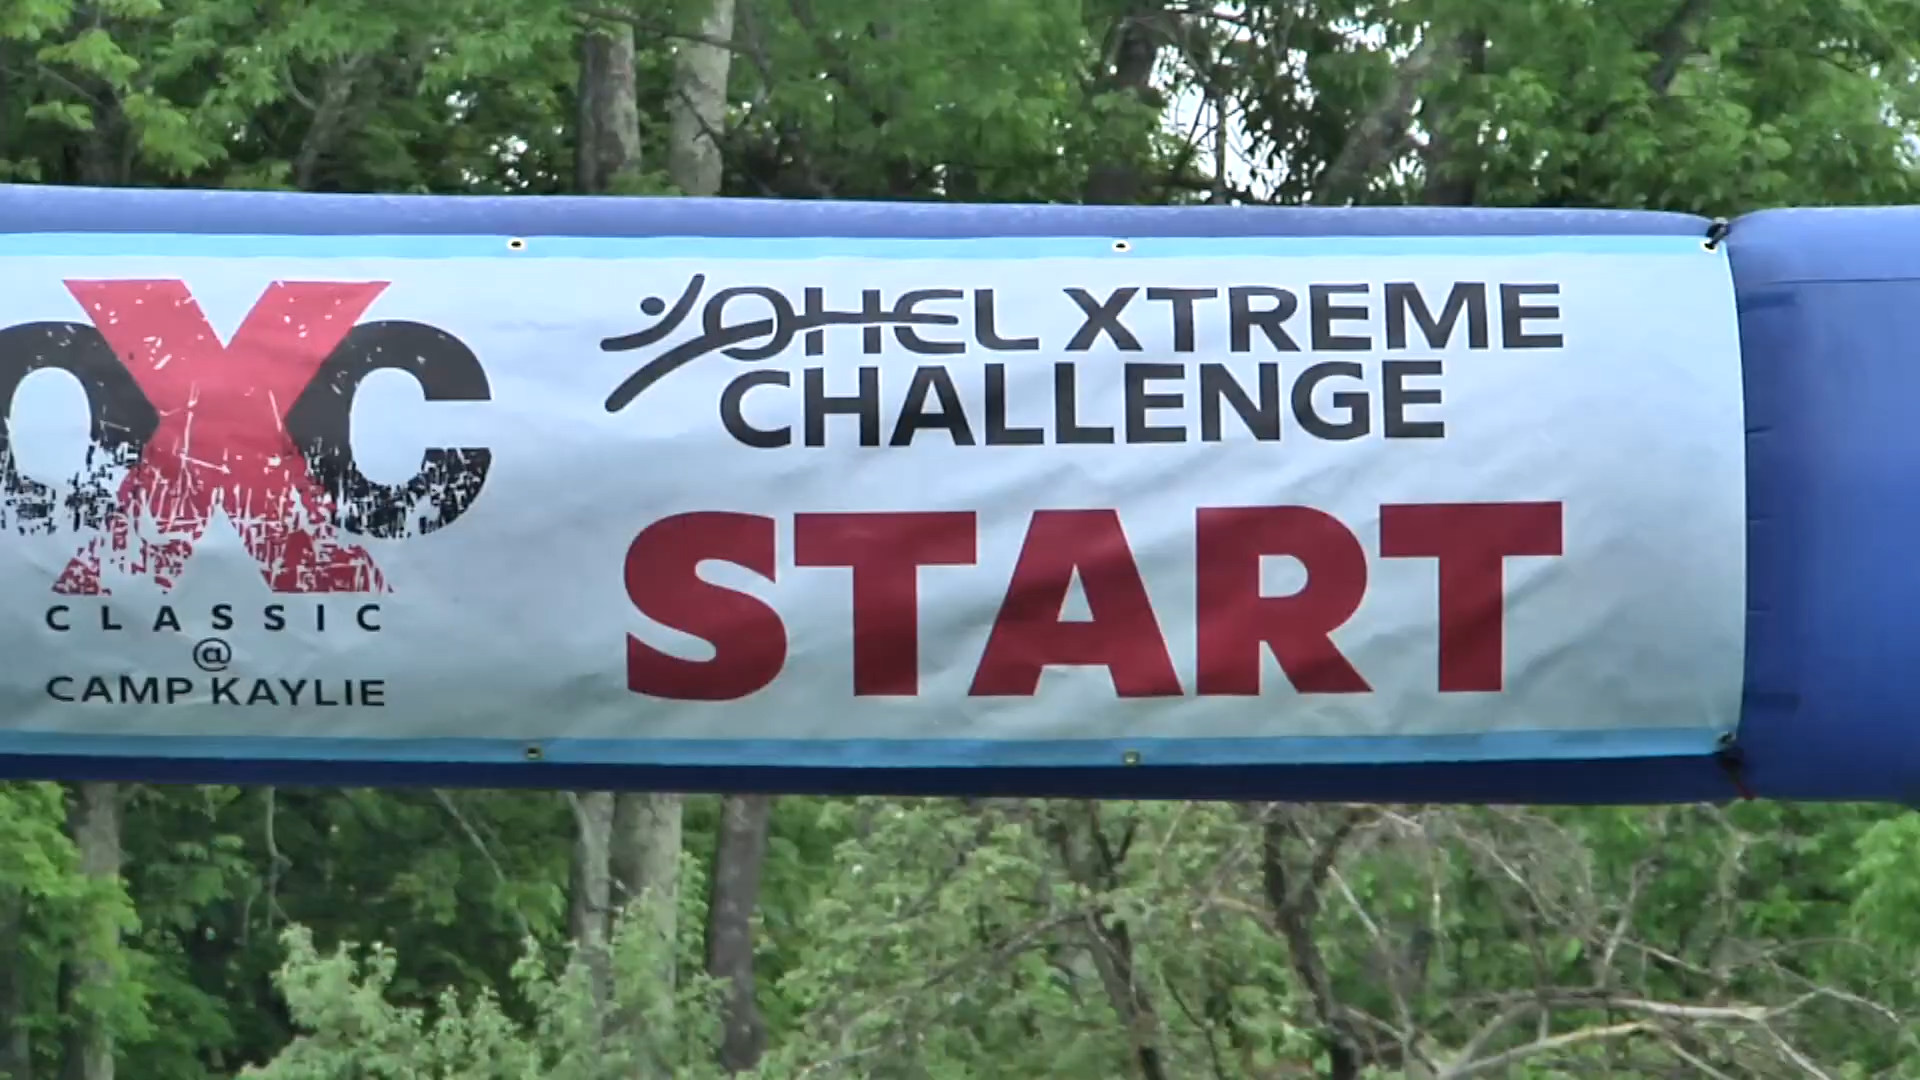 OXC
CLASSIC
@
CAMP KAYLIE
OHEL XTREME
CHALLENGE
START